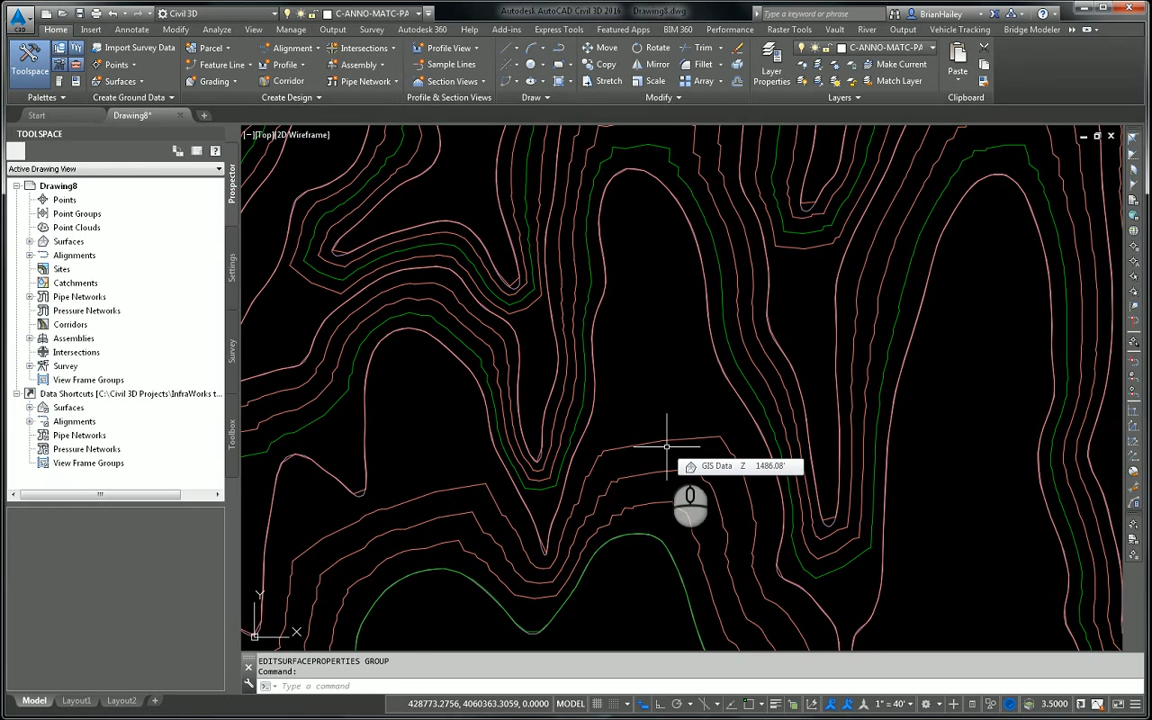 Civil 3D
C-ANNO-MATC-PA
Autodesk AutoCAD Civil 3D Drawing8.dwg
Type a keyword or phrase
BrianHailey
Home Insert Annotate Modify Analyze View Manage Output Survey Autodesk 360 Help Add-ins Express Tools Featured Apps BIM 360 Performance Raster Tools Vault River Output Vehicle Tracking Bridge Modeler
Toolspace
Import Survey Data
Points
Surfaces
Parcel
Feature Line
Grading
Alignment
Profile
Corridor
Intersections
Assembly
Pipe Network
Profile View
Sample Lines
Section Views
Move
Copy
Stretch
Rotate
Mirror
Scale
Trim
Fillet
Array
Layer
Properties
C-ANNO-MATC-PA
Make Current
Match Layer
Paste
Palettes
Create Ground Data
Create Design
Profile & Section Views
Draw
Modify
Layers
Clipboard
Start
Drawing8*
TOOLSPACE
Active Drawing View
Drawing8
Points
Point Groups
Point Clouds
Surfaces
Alignments
Sites
Catchments
Pipe Networks
Pressure Networks
Corridors
Assemblies
Intersections
Survey
View Frame Groups
Data Shortcuts [C:\Civil 3D Projects\InfraWorks t...
Surfaces
Alignments
Pipe Networks
Pressure Networks
View Frame Groups
Prospector
Settings
Survey
Toolbox
[−][Top][2D Wireframe]
GIS Data Z 1486.08'
Y
X
EDITSURFACEPROPERTIES GROUP
Command:
Type a command
Model
Layout1
Layout2
428773.2756, 4060363.3059, 0.0000 MODEL
1" = 40'
3.5000